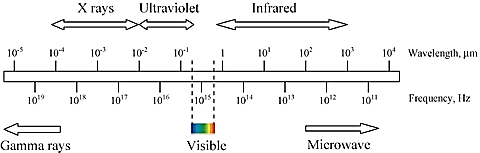 X rays Ultraviolet Infrared
10⁻⁵ 10⁻⁴ 10⁻³ 10⁻² 10⁻¹ 1 10¹ 10² 10³ 10⁴ Wavelength, μm
10¹⁹ 10¹⁸ 10¹⁷ 10¹⁶ 10¹⁵ 10¹⁴ 10¹³ 10¹² 10¹¹ Frequency, Hz
Gamma rays Visible Microwave